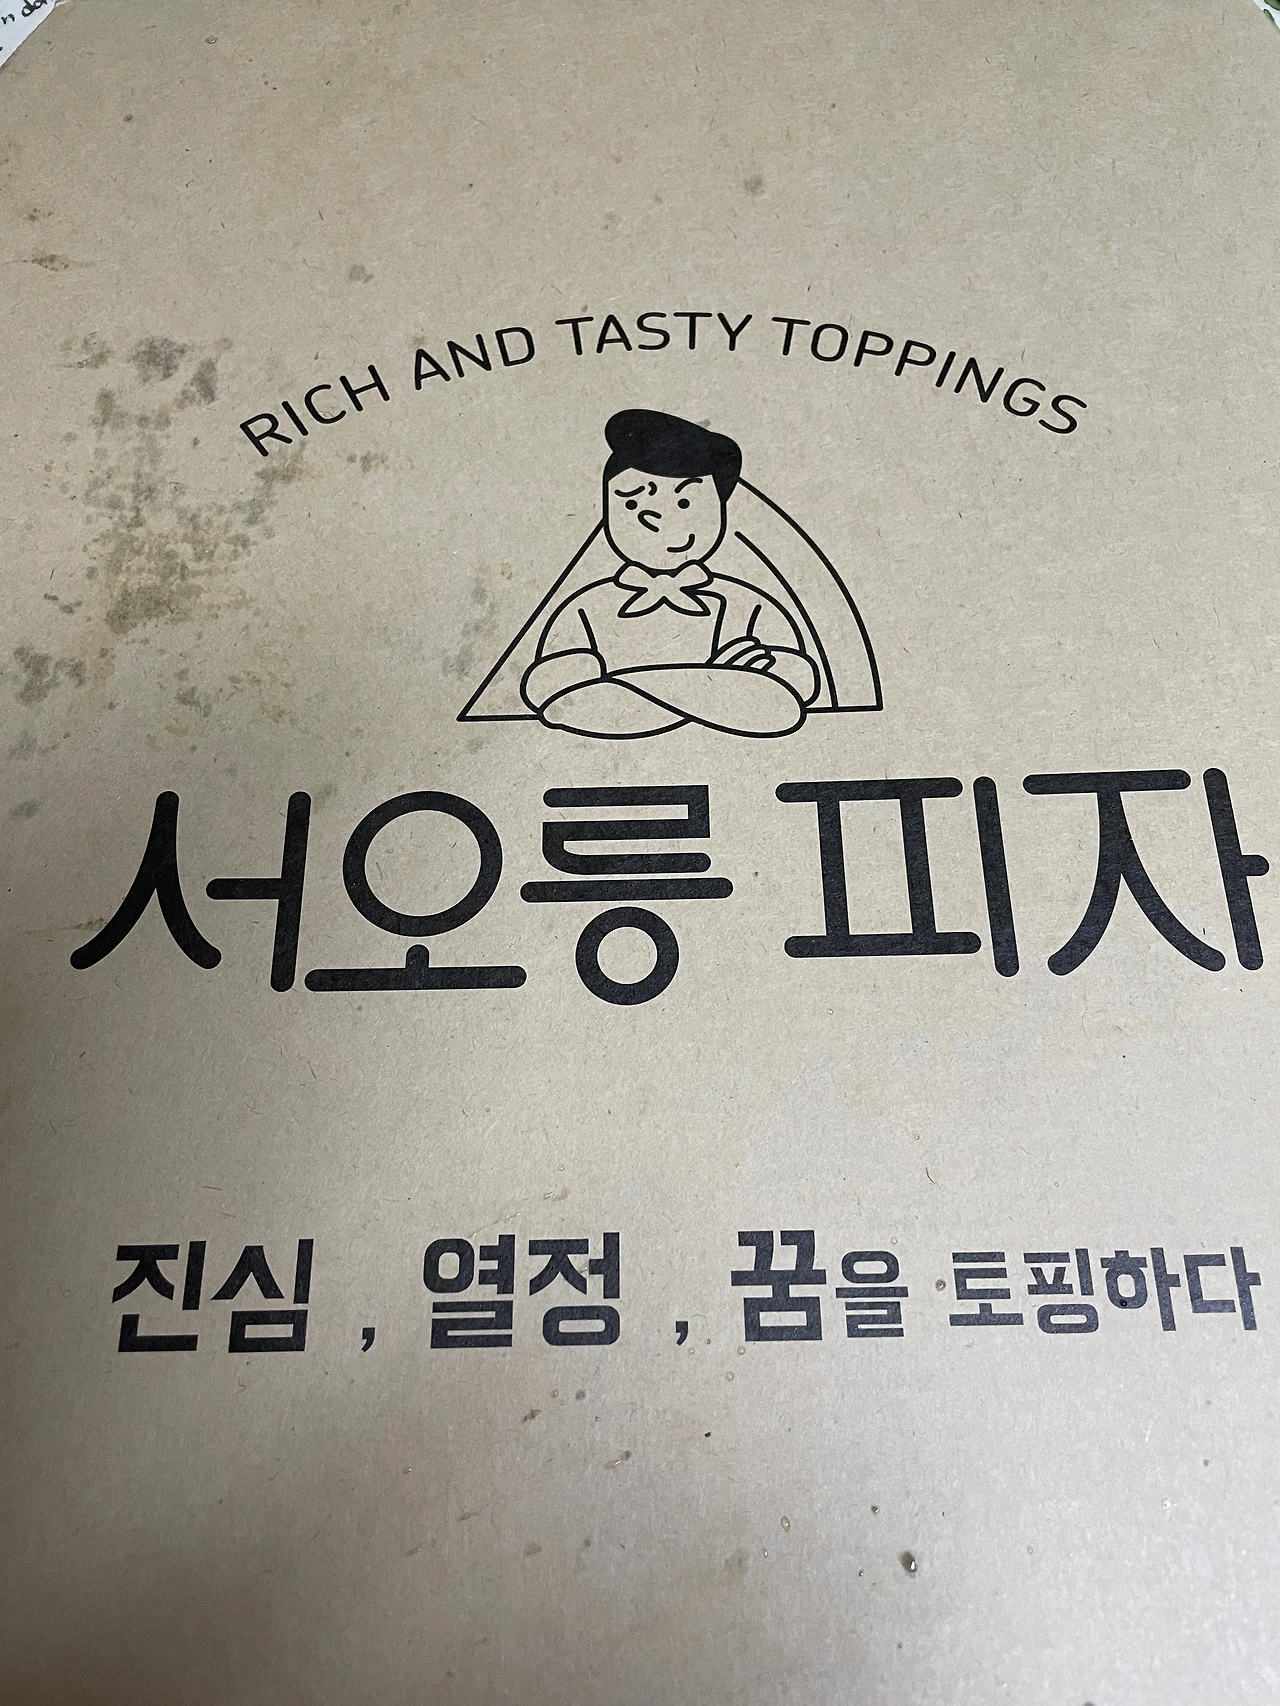 RICH AND TASTY TOPPINGS
서오릉 피자
진심 , 열정 , 꿈을 토핑하다